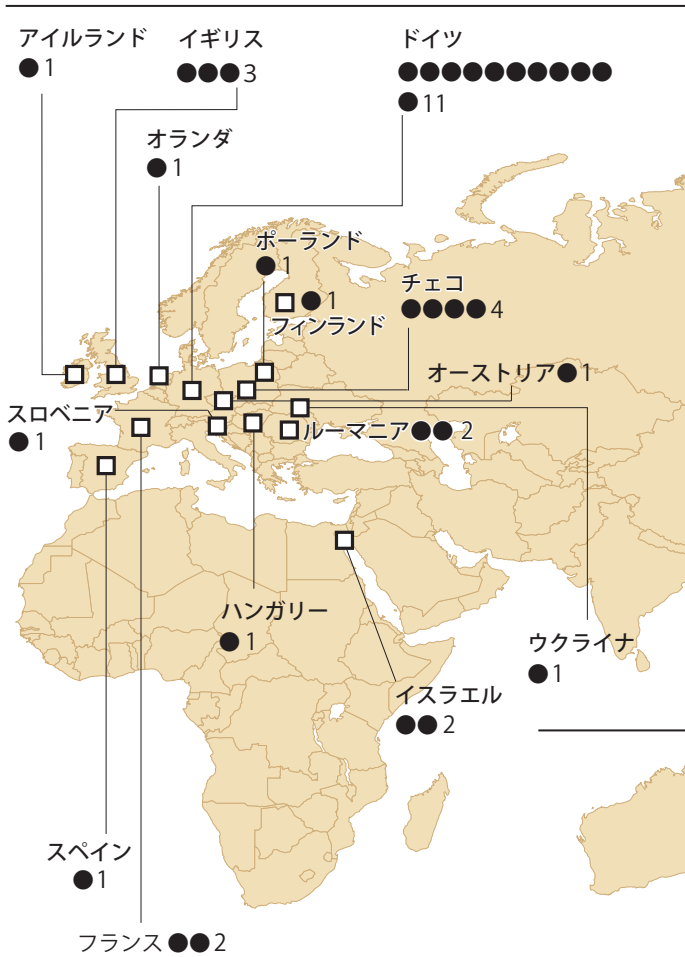 アイルランド
●1
イギリス
●●●3
ドイツ
●●●●●●●●●●
●11
オランダ
●1
ポーランド
●1
●1
フィンランド
チェコ
●●●●4
オーストリア●1
スロベニア
●1
ルーマニア●●2
ハンガリー
●1
ウクライナ
●1
イスラエル
●●2
スペイン
●1
フランス●●2